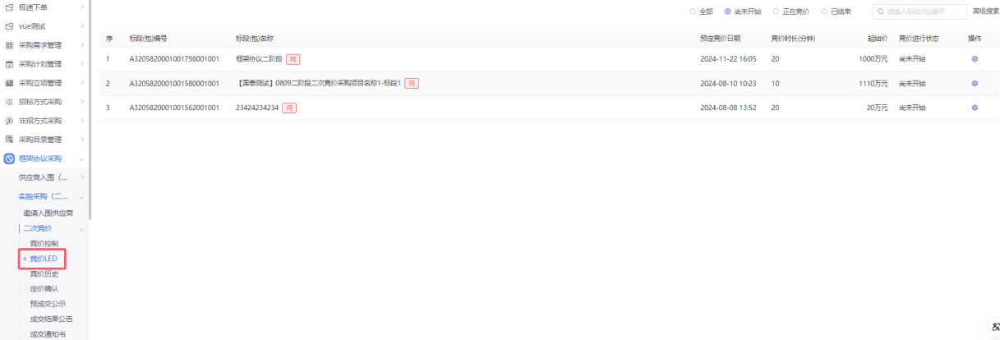 极速下单
vue测试
采购需求管理
采购计划管理
采购立项管理
招标方式采购
非招方式采购
采购目录管理
框架协议采购
供应商入围（...
实施采购（二...
邀请入围供应商
二次竞价
竞价控制
竞价LED
竞价历史
定价确认
预成交公示
成交结果公告
成交通知书
全部 尚未开始 正在竞价 已结束 请输入标段(包)编号 高级搜索
序 标段(包)编号 标段(包)名称 预定竞价日期 竞价时长(分钟) 起始价 竞价进行状态 操作
1 A3205820001001798001001 框架协议二阶段 网 2024-11-22 16:05 20 1000万元 尚未开始
2 A3205820001001580001001 【国泰测试】0809二阶段二次竞价采购项目名称1-标段1 网 2024-08-10 10:23 10 1110万元 尚未开始
3 A3205820001001562001001 23424234234 网 2024-08-08 13:52 20 20万元 尚未开始